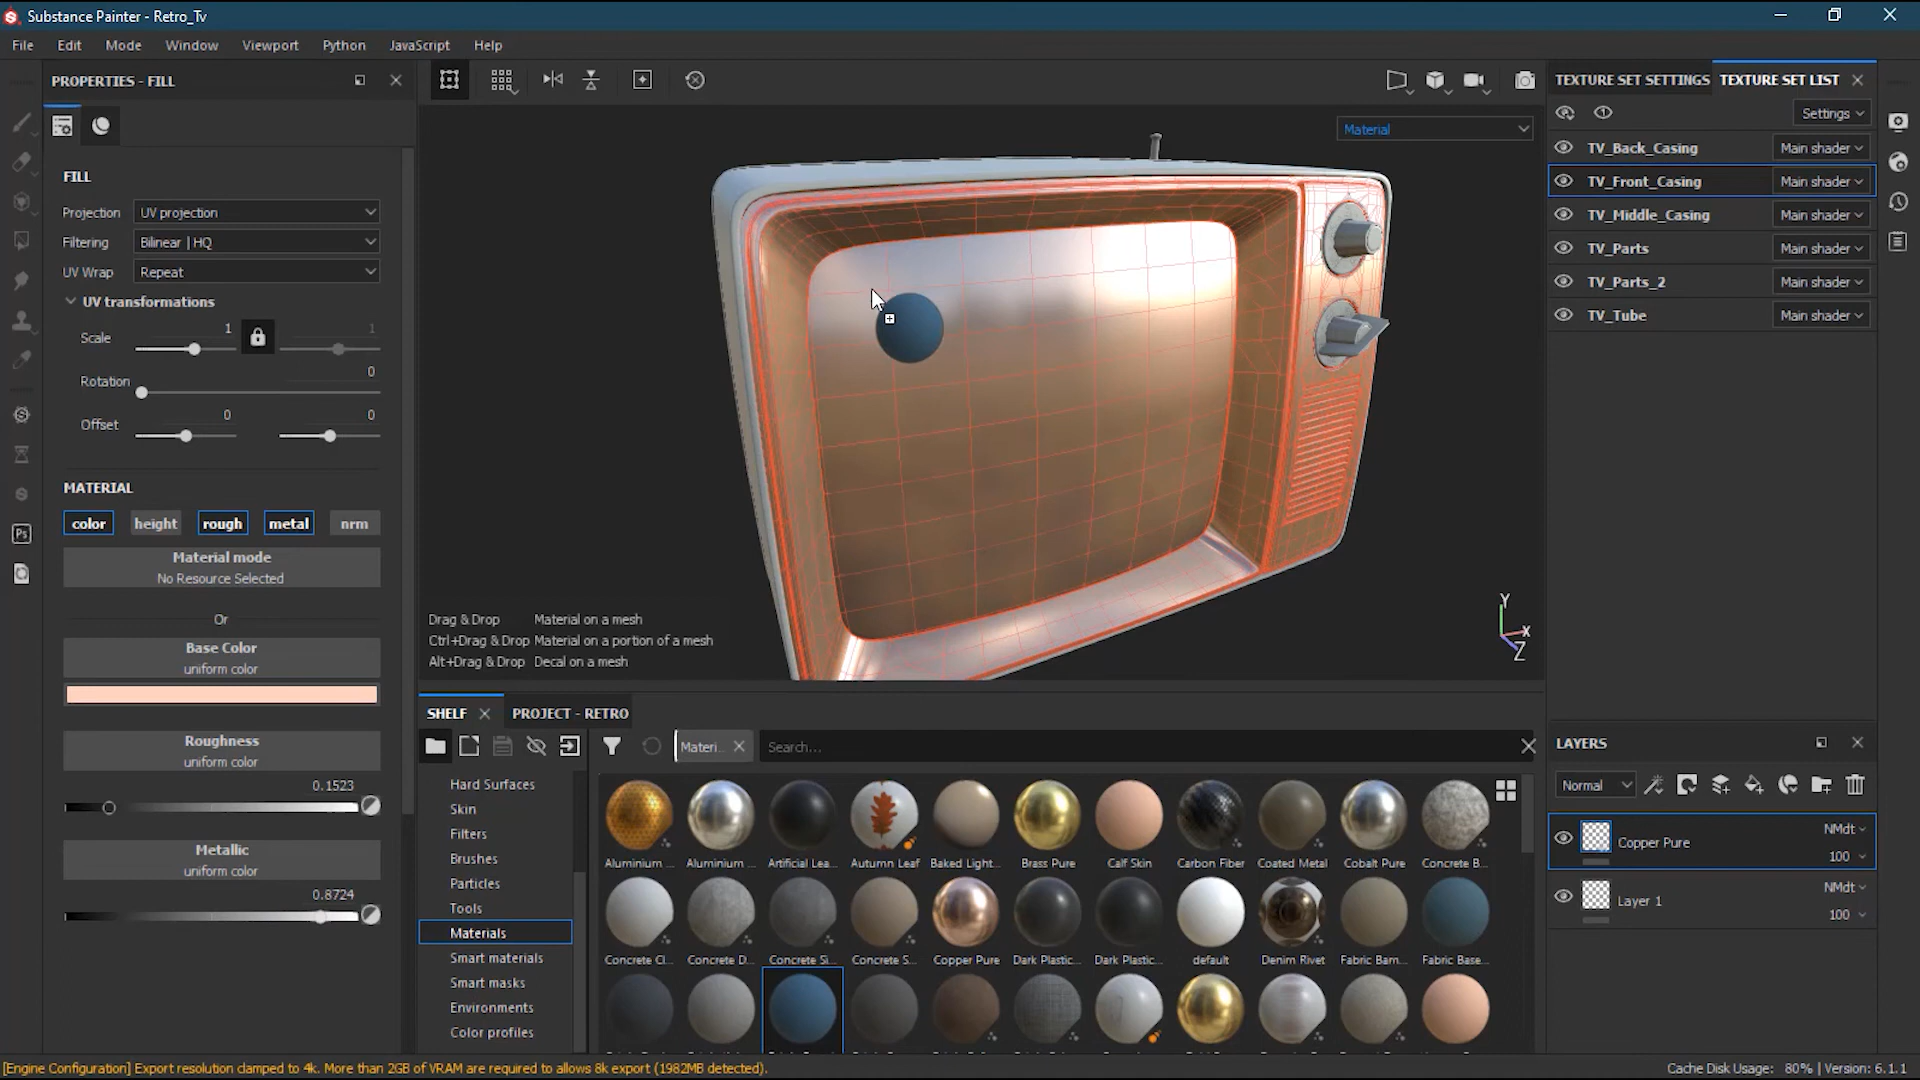 Substance Painter - Retro_Tv
File Edit Mode Window Viewport Python JavaScript Help
PROPERTIES - FILL
FILL
Projection UV projection
Filtering Bilinear | HQ
UV Wrap Repeat
UV transformations
Scale 1 1
Rotation 0
Offset 0 0
MATERIAL
color height rough metal nrm
Material mode
No Resource Selected
Or
Base Color
uniform color
Roughness
uniform color
0.1523
Metallic
uniform color
0.8724
Ps
Material
Drag & Drop Material on a mesh
Ctrl+Drag & Drop Material on a portion of a mesh
Alt+Drag & Drop Decal on a mesh
Y
X
Z
SHELF PROJECT - RETRO
Materi... Search...
Hard Surfaces
Skin
Filters
Brushes
Particles
Tools
Materials
Smart materials
Smart masks
Environments
Color profiles
Aluminium ... Aluminium ... Artificial Lea... Autumn Leaf Baked Light... Brass Pure Calf Skin Carbon Fiber Coated Metal Cobalt Pure Concrete B...
Concrete Cl... Concrete D... Concrete Si... Concrete S... Copper Pure Dark Plastic... Dark Plastic... default Denim Rivet Fabric Bam... Fabric Base...
TEXTURE SET SETTINGS TEXTURE SET LIST
Settings
TV_Back_Casing Main shader
TV_Front_Casing Main shader
TV_Middle_Casing Main shader
TV_Parts Main shader
TV_Parts_2 Main shader
TV_Tube Main shader
LAYERS
Normal
Copper Pure NMdt 100
Layer 1 NMdt 100
[Engine Configuration] Export resolution clamped to 4k. More than 2GB of VRAM are required to allows 8k export (1982MB detected).
Cache Disk Usage: 80% | Version: 6.1.1